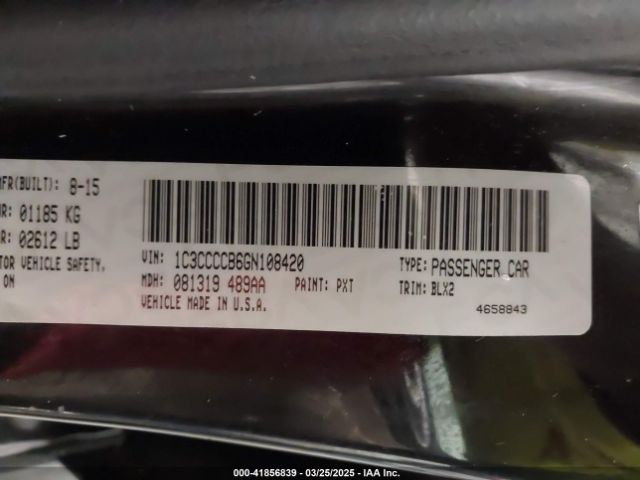 MFR(BUILT): 8-15
R: 01185 KG
R: 02612 LB
TOR VEHICLE SAFETY,
ON
VIN: 1C3CCCCB6GN108420
TYPE: PASSENGER CAR
MDH: 081319 489AA PAINT: PXT
TRIM: BLX2
VEHICLE MADE IN U.S.A.
4658843
000-41856839 - 03/25/2025 - IAA Inc.